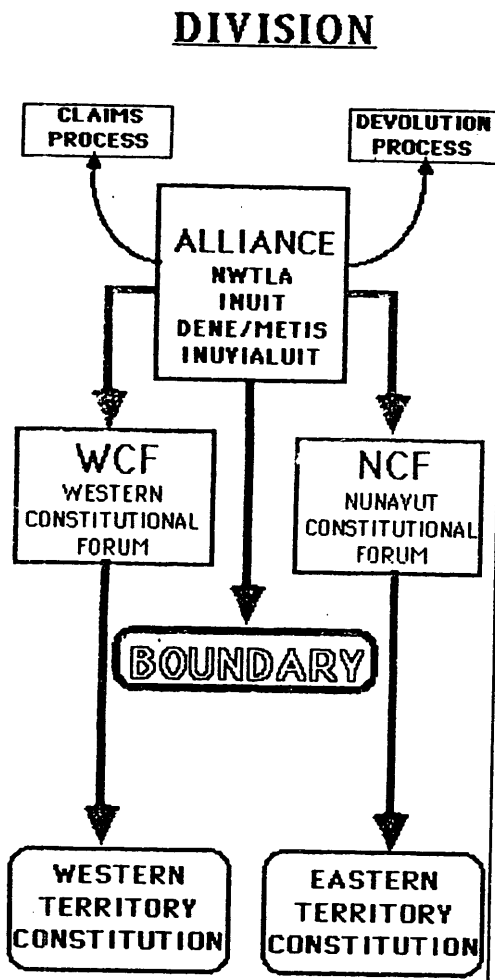 DIVISION
CLAIMS
PROCESS
DEVOLUTION
PROCESS
ALLIANCE
NWTLA
INUIT
DENE/METIS
INUYIALUIT
WCF
WESTERN
CONSTITUTIONAL
FORUM
NCF
NUNAYUT
CONSTITUTIONAL
FORUM
BOUNDARY
WESTERN
TERRITORY
CONSTITUTION
EASTERN
TERRITORY
CONSTITUTION